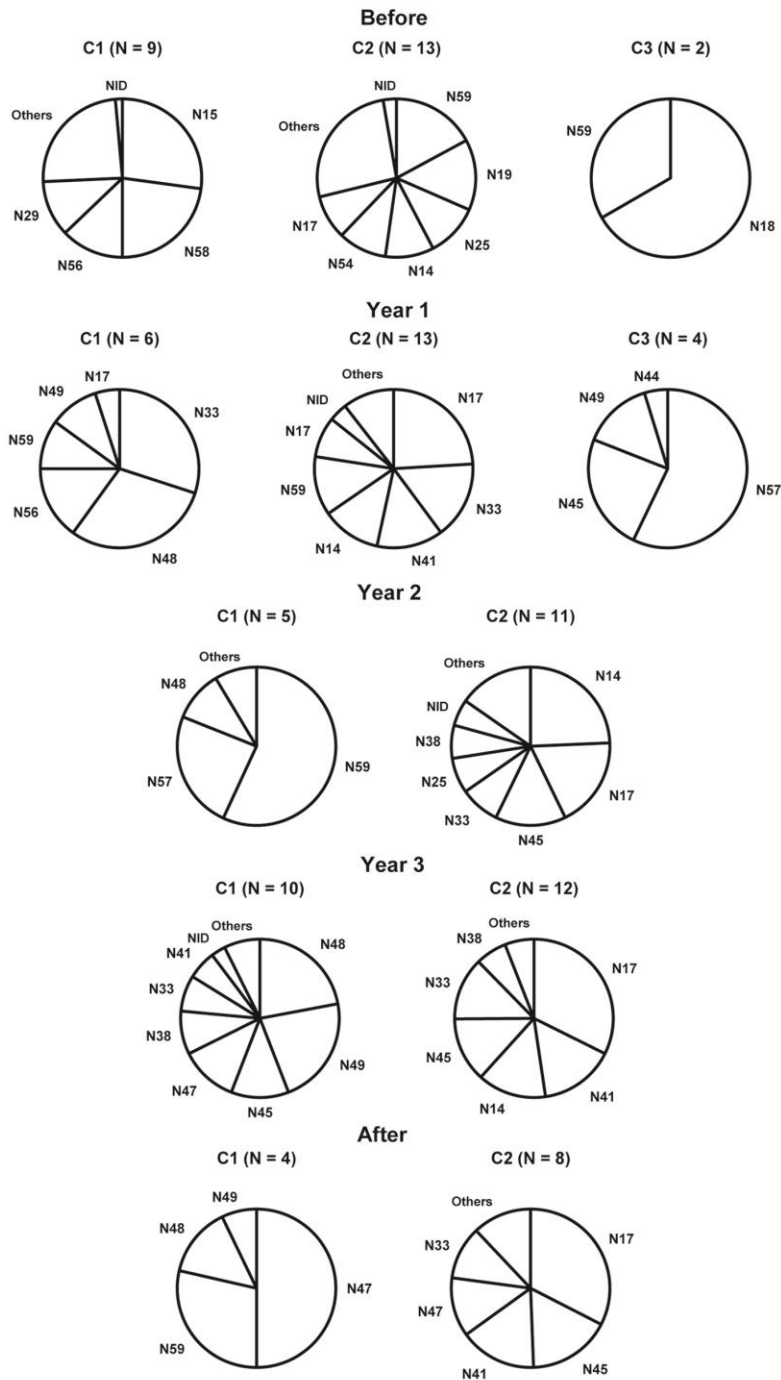 Before
C1 (N = 9)
C2 (N = 13)
C3 (N = 2)
NID
N15
Others
N29
N56
N58
NID
N59
Others
N19
N17
N25
N54
N14
N59
N18
Year 1
C1 (N = 6)
C2 (N = 13)
C3 (N = 4)
N17
N49
N33
N59
N56
N48
Others
NID
N17
N17
N59
N33
N14
N41
N44
N49
N57
N45
Year 2
C1 (N = 5)
C2 (N = 11)
Others
N48
N59
N57
Others
N14
NID
N38
N25
N17
N33
N45
Year 3
C1 (N = 10)
C2 (N = 12)
Others
NID
N48
N41
N33
N38
N49
N47
N45
Others
N38
N17
N33
N45
N41
N14
After
C1 (N = 4)
C2 (N = 8)
N49
N48
N47
N59
Others
N17
N33
N47
N45
N41